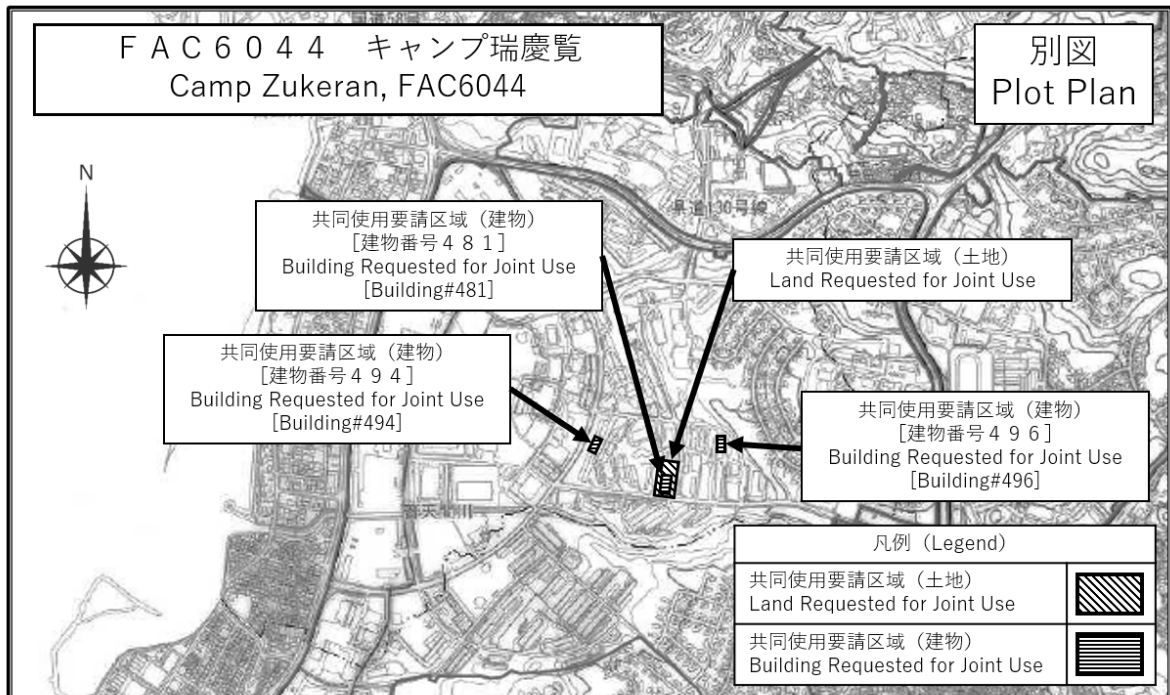 ＦＡＣ６０４４　キャンプ瑞慶覧
Camp Zukeran, FAC6044
別図
Plot Plan
国道58号
県道130号線
N
共同使用要請区域（建物）
［建物番号４８１］
Building Requested for Joint Use
[Building#481]
共同使用要請区域（土地）
Land Requested for Joint Use
共同使用要請区域（建物）
［建物番号４９４］
Building Requested for Joint Use
[Building#494]
共同使用要請区域（建物）
［建物番号４９６］
Building Requested for Joint Use
[Building#496]
普天間川
凡例（Legend）
共同使用要請区域（土地）
Land Requested for Joint Use
共同使用要請区域（建物）
Building Requested for Joint Use